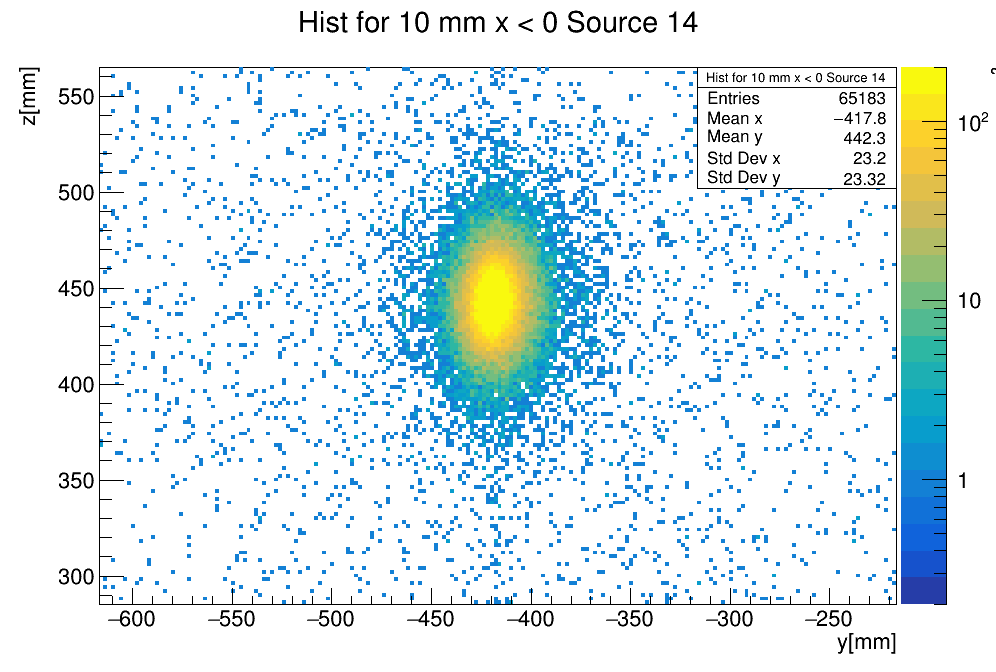 Hist for 10 mm x < 0 Source 14
z[mm]
Hist for 10 mm x < 0 Source 14
Entries 65183
Mean x −417.8
Mean y 442.3
Std Dev x 23.2
Std Dev y 23.32
550
500
450
400
350
300
−600 −550 −500 −450 −400 −350 −300 −250
y[mm]
10²
10
1